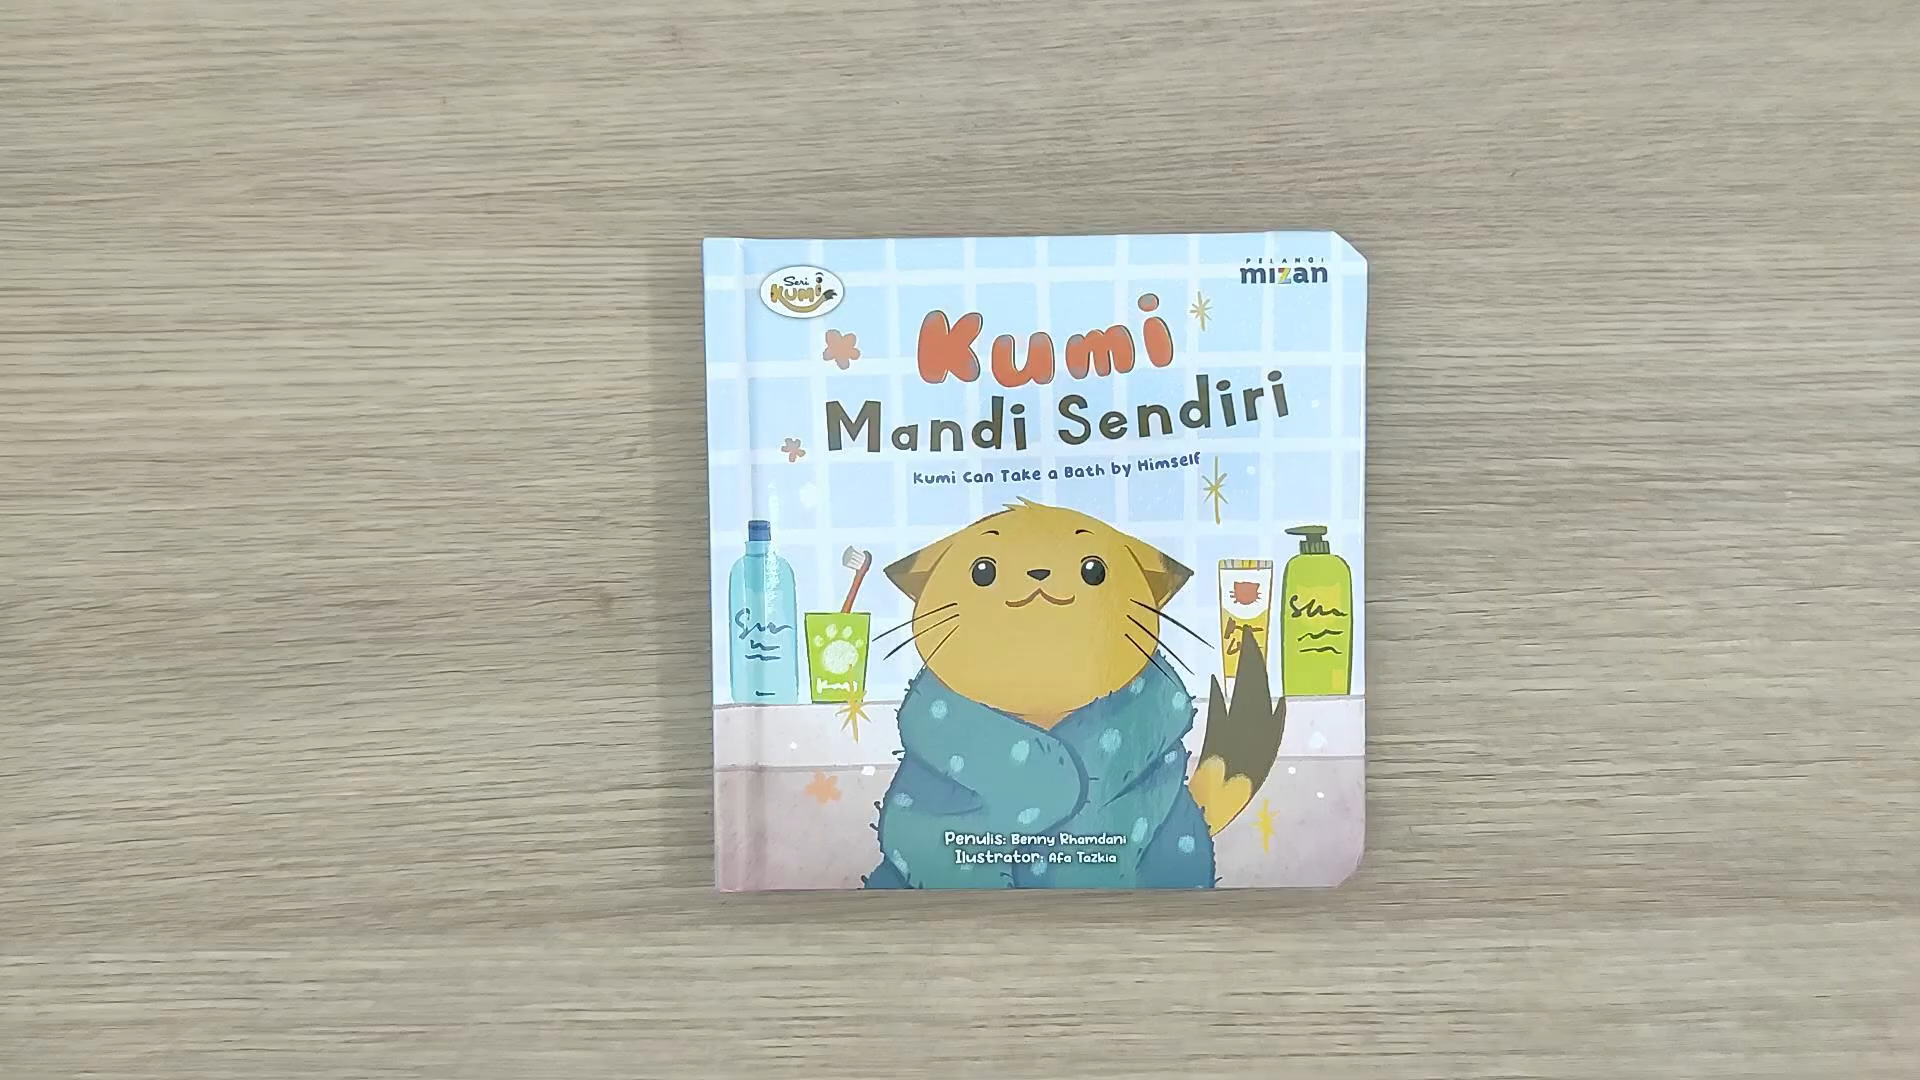 Seri
KUMI
PELANGI
mizan
Kumi
Mandi Sendiri
Kumi Can Take a Bath by Himself
Kumi
Penulis: Benny Rhamdani
Ilustrator: Afa Tazkia